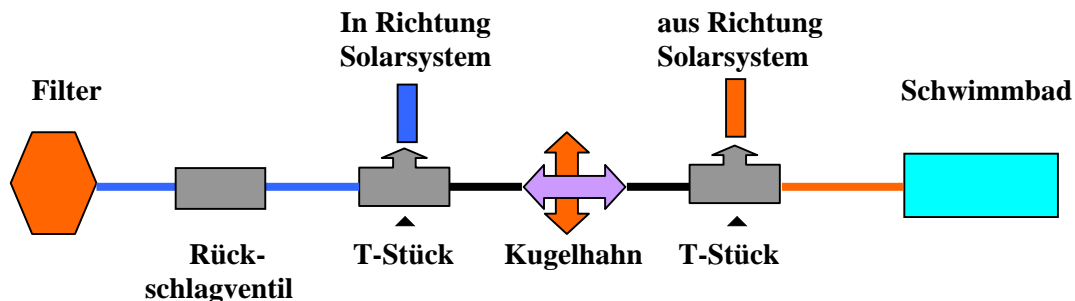 In Richtung
Solarsystem
aus Richtung
Solarsystem
Filter
Schwimmbad
Rück-
schlagventil
T-Stück
Kugelhahn
T-Stück